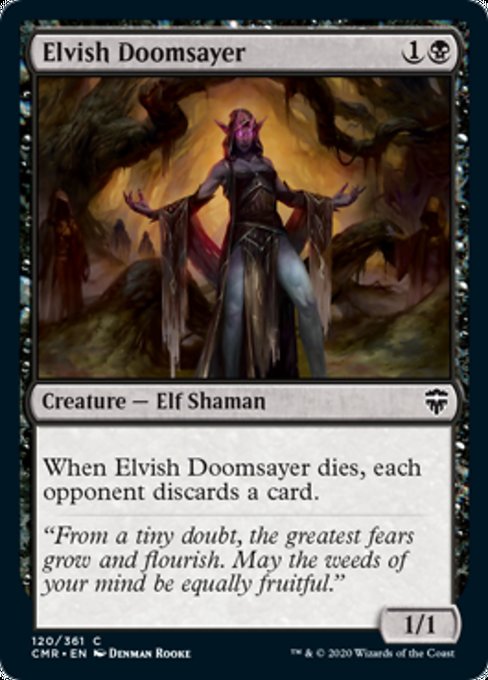 Elvish Doomsayer 1
Creature — Elf Shaman
When Elvish Doomsayer dies, each
opponent discards a card.
“From a tiny doubt, the greatest fears
grow and flourish. May the weeds of
your mind be equally fruitful.”
1/1
120/361 C
CMR • EN Denman Rooke
™ & © 2020 Wizards of the Coast